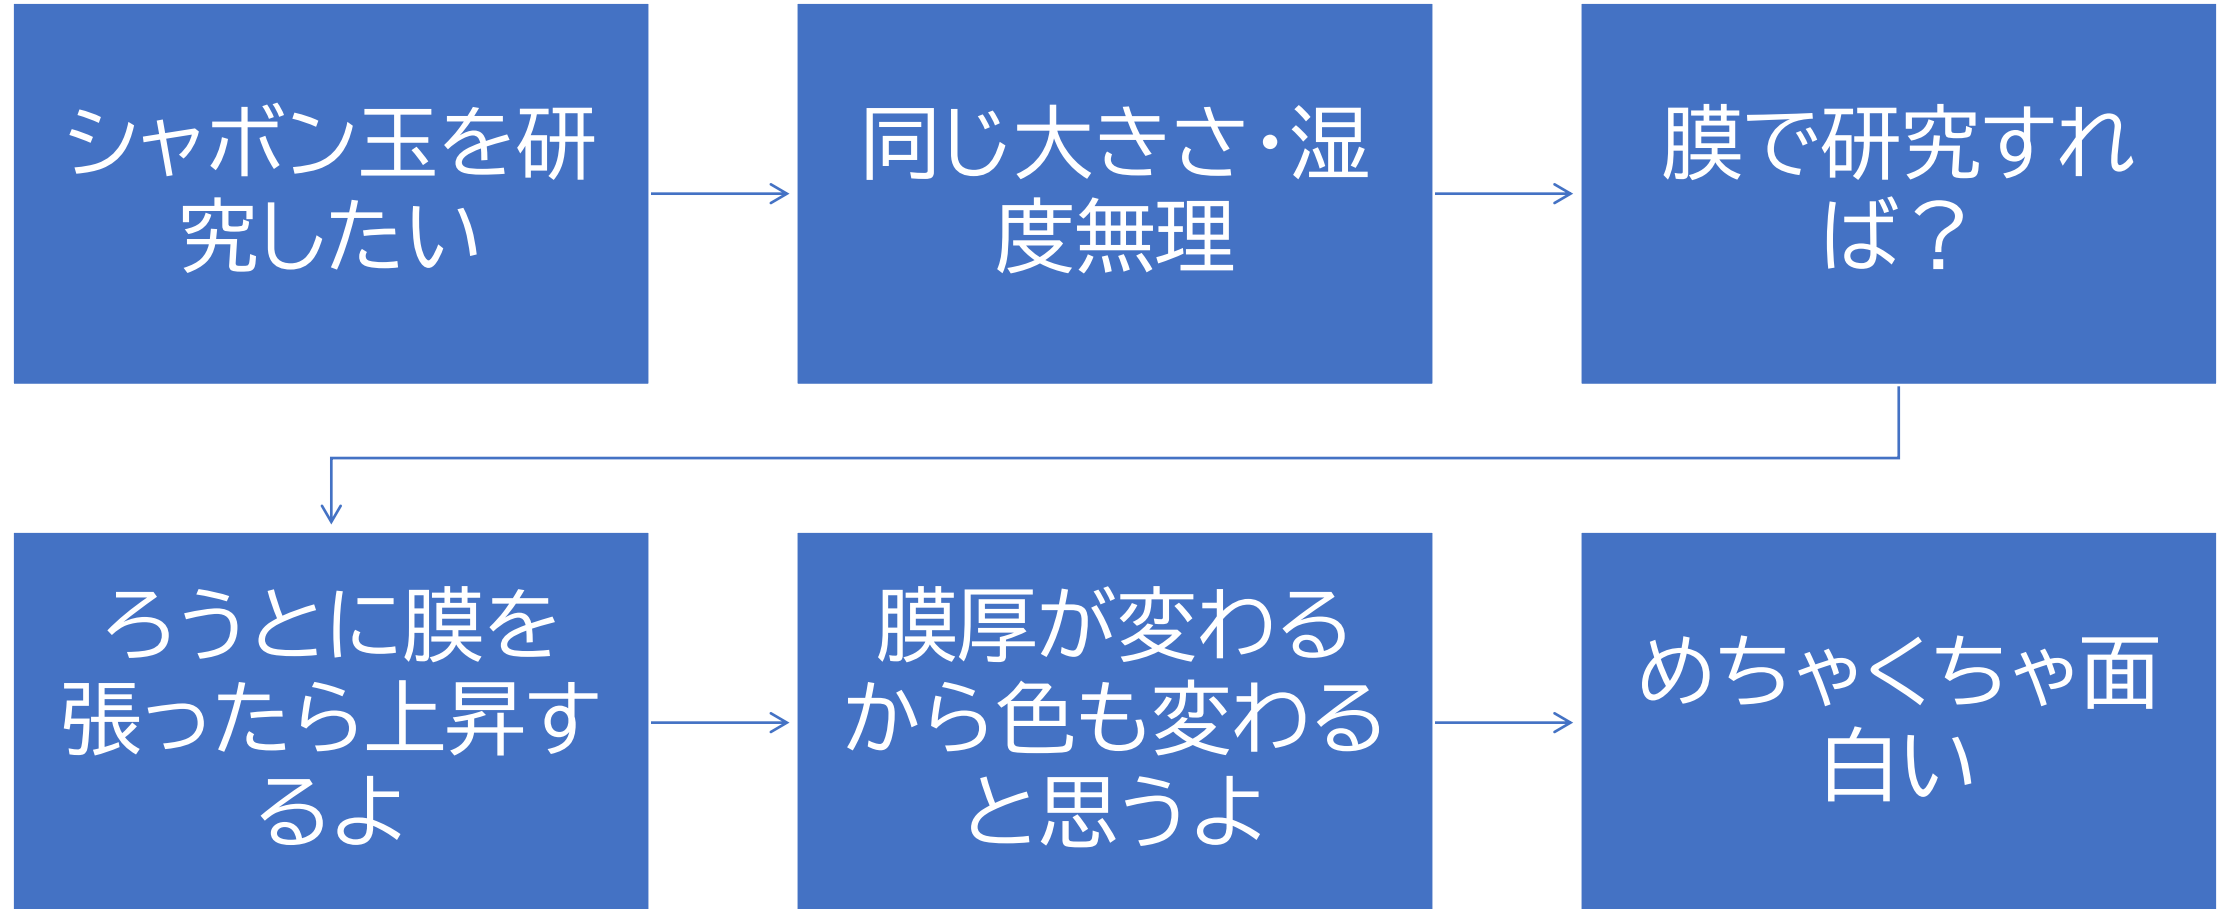 シャボン玉を研
究したい
同じ大きさ・湿
度無理
膜で研究すれ
ば？
ろうとに膜を
張ったら上昇す
るよ
膜厚が変わる
から色も変わる
と思うよ
めちゃくちゃ面
白い